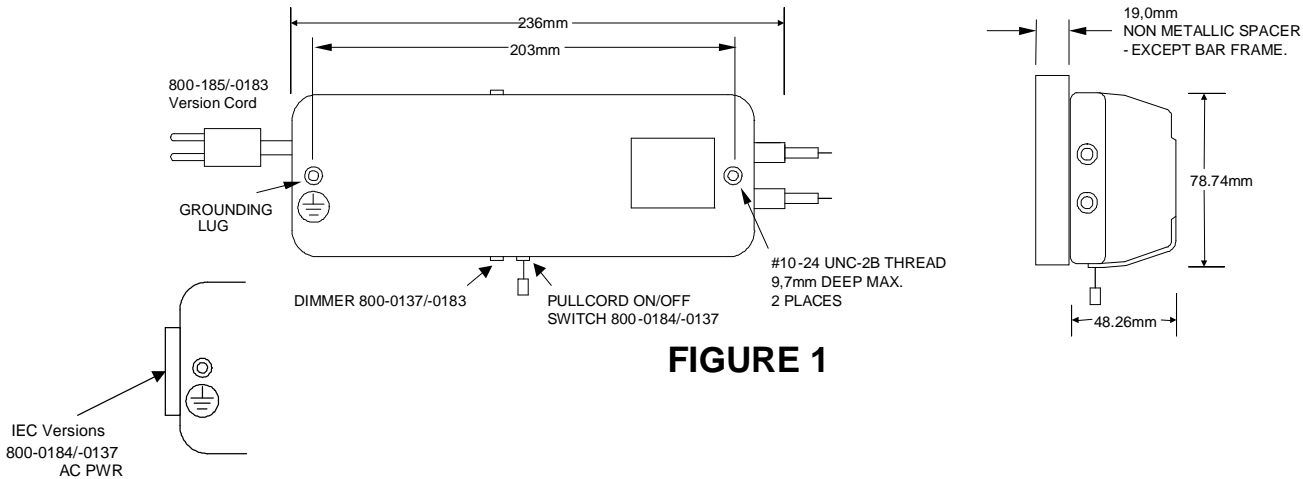 236mm
203mm
19,0mm
NON METALLIC SPACER
- EXCEPT BAR FRAME.
800-185/-0183
Version Cord
GROUNDING
LUG
78.74mm
#10-24 UNC-2B THREAD
9,7mm DEEP MAX.
2 PLACES
DIMMER 800-0137/-0183
PULLCORD ON/OFF
SWITCH 800-0184/-0137
48.26mm
FIGURE 1
IEC Versions
800-0184/-0137
AC PWR